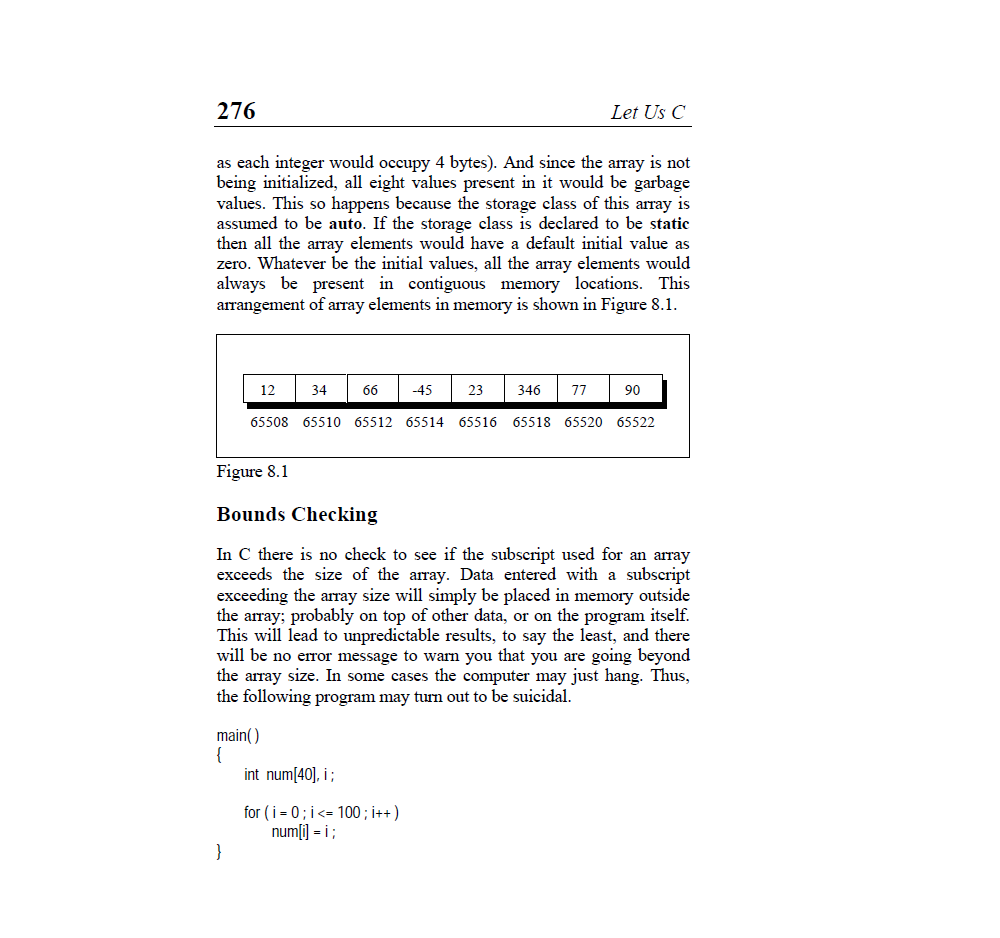 276 Let Us C
as each integer would occupy 4 bytes). And since the array is not
being initialized, all eight values present in it would be garbage
values. This so happens because the storage class of this array is
assumed to be auto. If the storage class is declared to be static
then all the array elements would have a default initial value as
zero. Whatever be the initial values, all the array elements would
always be present in contiguous memory locations. This
arrangement of array elements in memory is shown in Figure 8.1.
12 34 66 -45 23 346 77 90
65508 65510 65512 65514 65516 65518 65520 65522
Figure 8.1
Bounds Checking
In C there is no check to see if the subscript used for an array
exceeds the size of the array. Data entered with a subscript
exceeding the array size will simply be placed in memory outside
the array; probably on top of other data, or on the program itself.
This will lead to unpredictable results, to say the least, and there
will be no error message to warn you that you are going beyond
the array size. In some cases the computer may just hang. Thus,
the following program may turn out to be suicidal.
main( )
{
int num[40], i ;
for ( i = 0 ; i <= 100 ; i++ )
num[i] = i ;
}